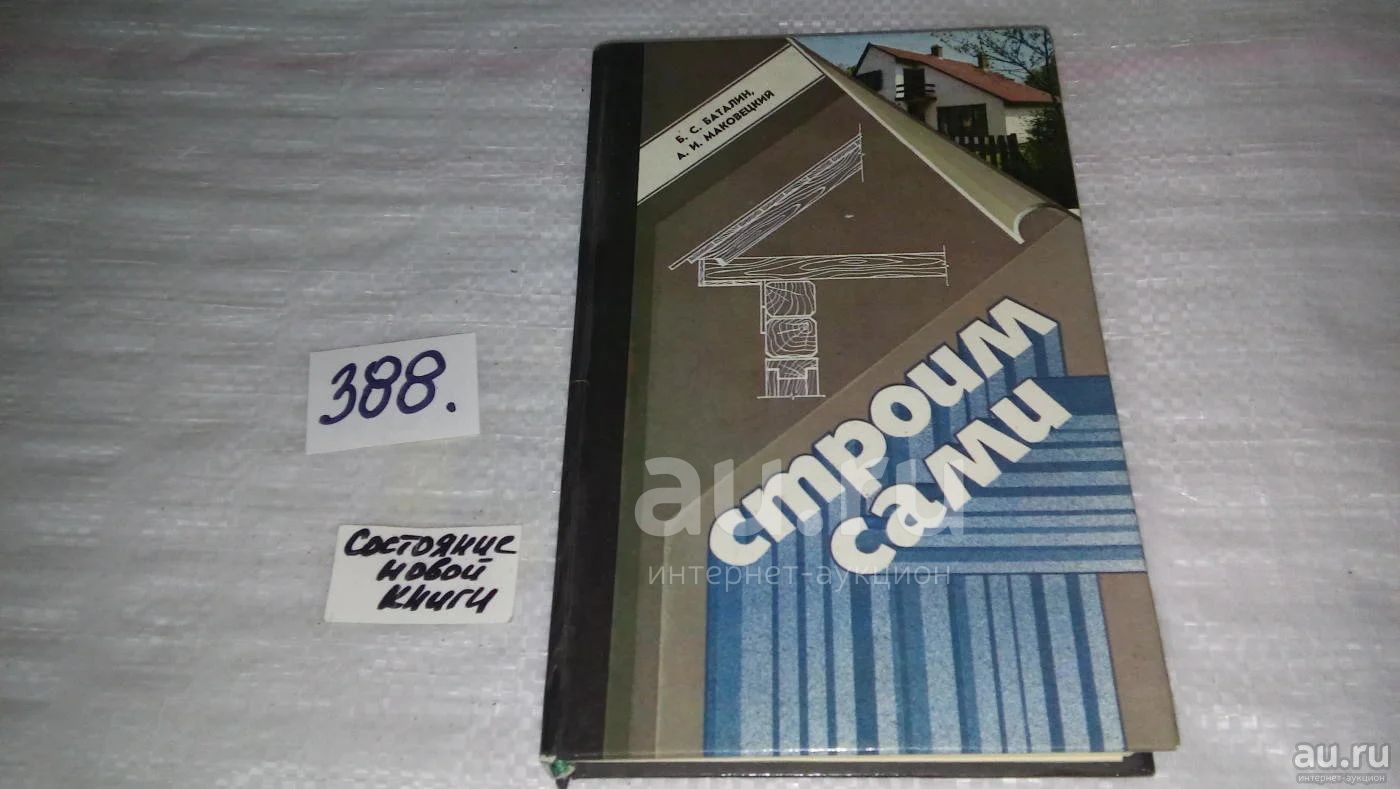 Б. С. БАТАЛИН,
А. И. МАКОВЕЦКИЙ
строим
сами
388.
Состояние
новой
книги
au.ru
интернет-аукцион
au.ru
интернет-аукцион